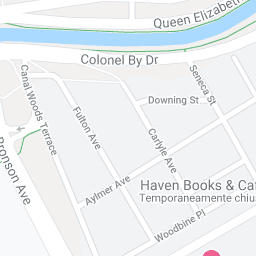 Queen Elizabeth
Colonel By Dr
Seneca St
Downing St
Canal Woods Terrace
Fulton Ave
Carlyle Ave
Bronson Ave
Aylmer Ave
Haven Books & Caf
Temporaneamente chius
Woodbine Pl